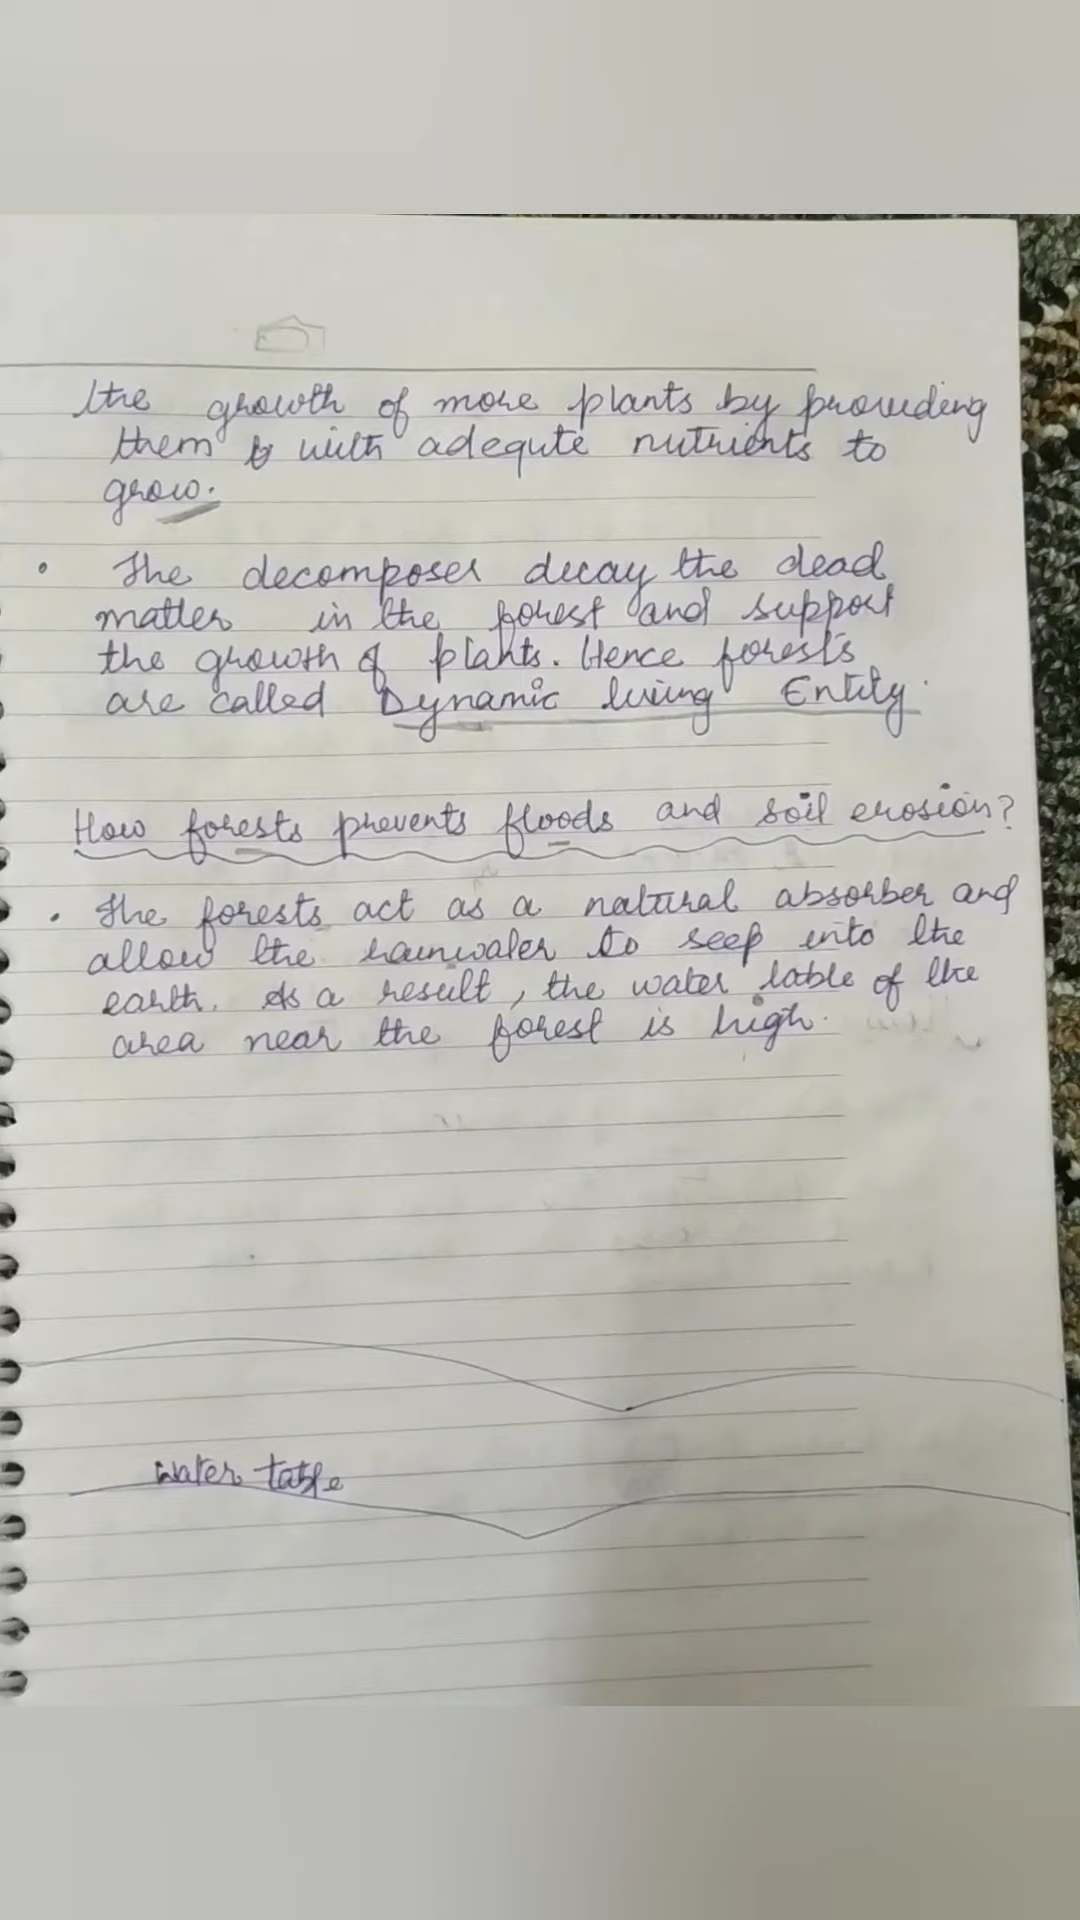 the growth of more plants by providing
them & with adequte nutrients to
grow.
• The decomposer decay the dead
matter in the forest and support
the growth of plants. Hence forests
are called Dynamic living Entity.
How forests prevents floods and soil erosion?
• The forests act as a natural absorber and
allow the rainwater to seep into the
earth. As a result, the water table of the
area near the forest is high.
water table